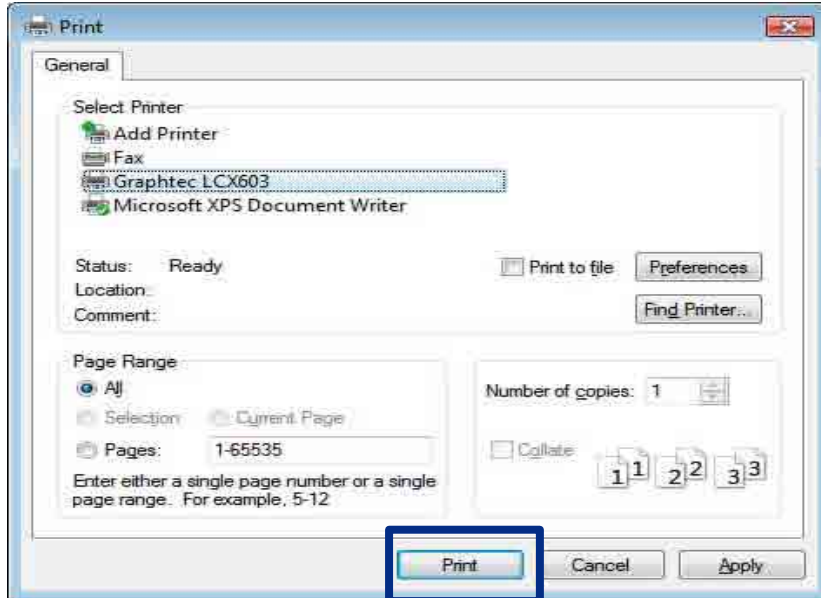 Print
General
Select Printer
Add Printer
Fax
Graphtec LCX603
Microsoft XPS Document Writer
Status: Ready
Print to file
Preferences
Location:
Comment:
Find Printer...
Page Range
All
Selection Current Page
Pages: 1-65535
Enter either a single page number or a single
page range. For example, 5-12
Number of copies: 1
Collate
1 1 2 2 3 3
Print Cancel Apply